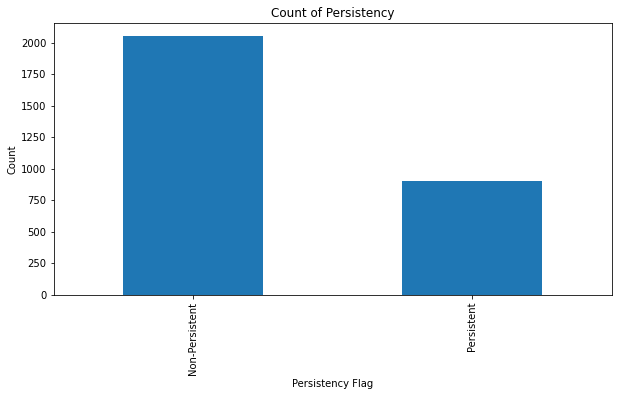 Count of Persistency
2000
1750
1500
1250
1000
750
500
250
0
Count
Non-Persistent
Persistent
Persistency Flag